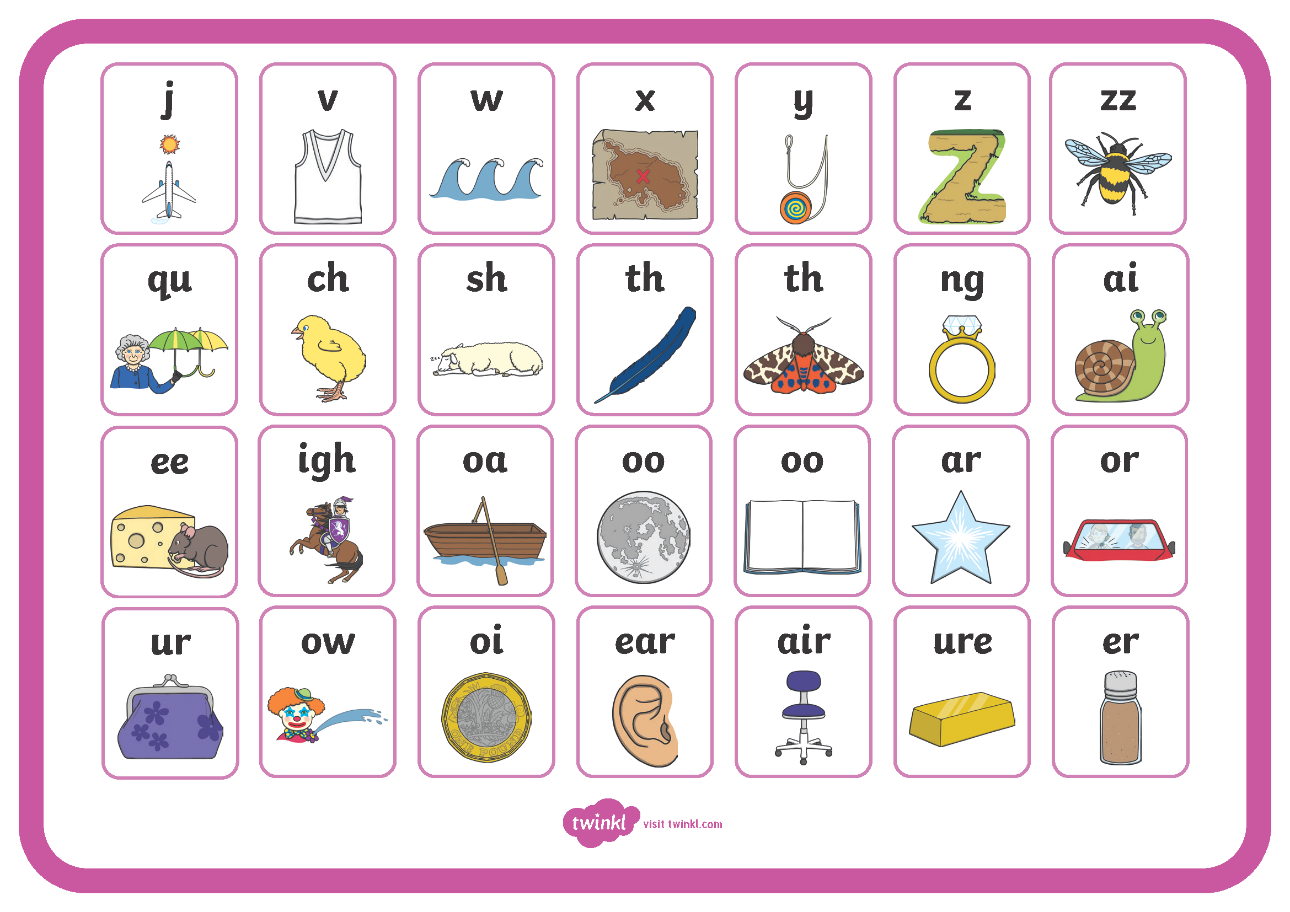 j v w x y z zz
qu ch sh th th ng ai
ee igh oa oo oo ar or
ur ow oi ear air ure er
twinkl visit twinkl.com